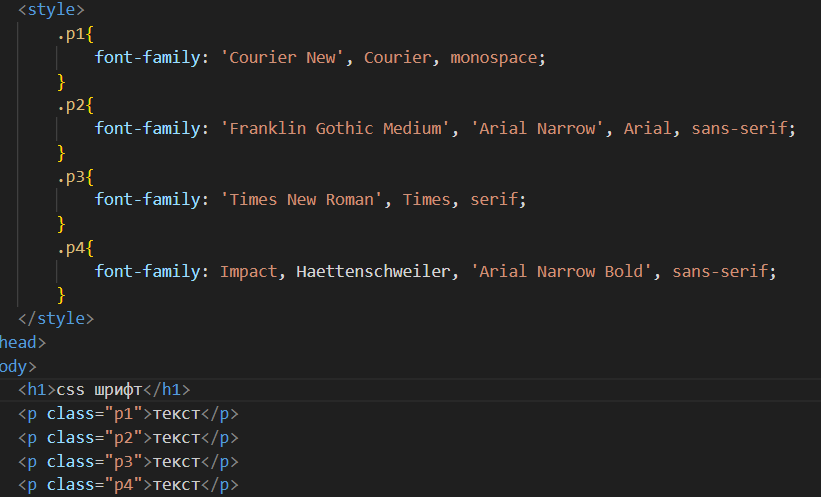 <style>
.p1{
font-family: 'Courier New', Courier, monospace;
}
.p2{
font-family: 'Franklin Gothic Medium', 'Arial Narrow', Arial, sans-serif;
}
.p3{
font-family: 'Times New Roman', Times, serif;
}
.p4{
font-family: Impact, Haettenschweiler, 'Arial Narrow Bold', sans-serif;
}
</style>
head>
ody>
<h1>css шрифт</h1>
<p class="p1">текст</p>
<p class="p2">текст</p>
<p class="p3">текст</p>
<p class="p4">текст</p>